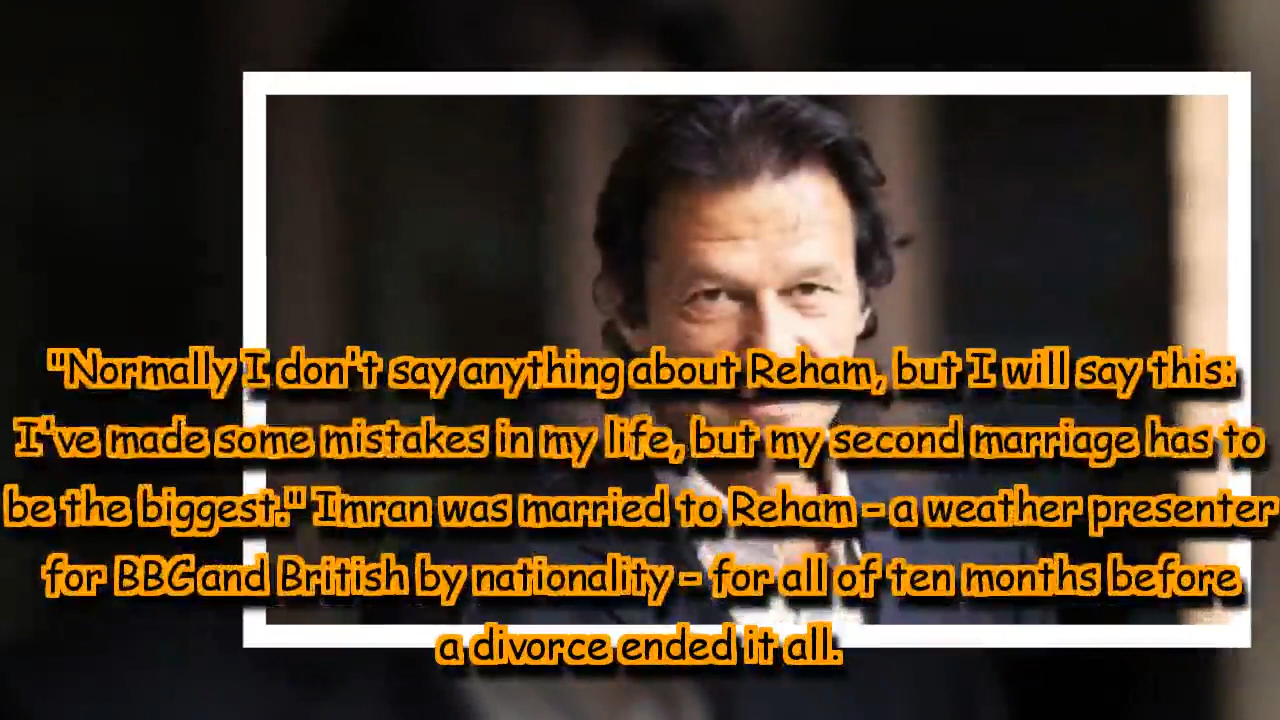 "Normally I don't say anything about Reham, but I will say this:
I've made some mistakes in my life, but my second marriage has to
be the biggest." Imran was married to Reham – a weather presenter
for BBC and British by nationality – for all of ten months before
a divorce ended it all.